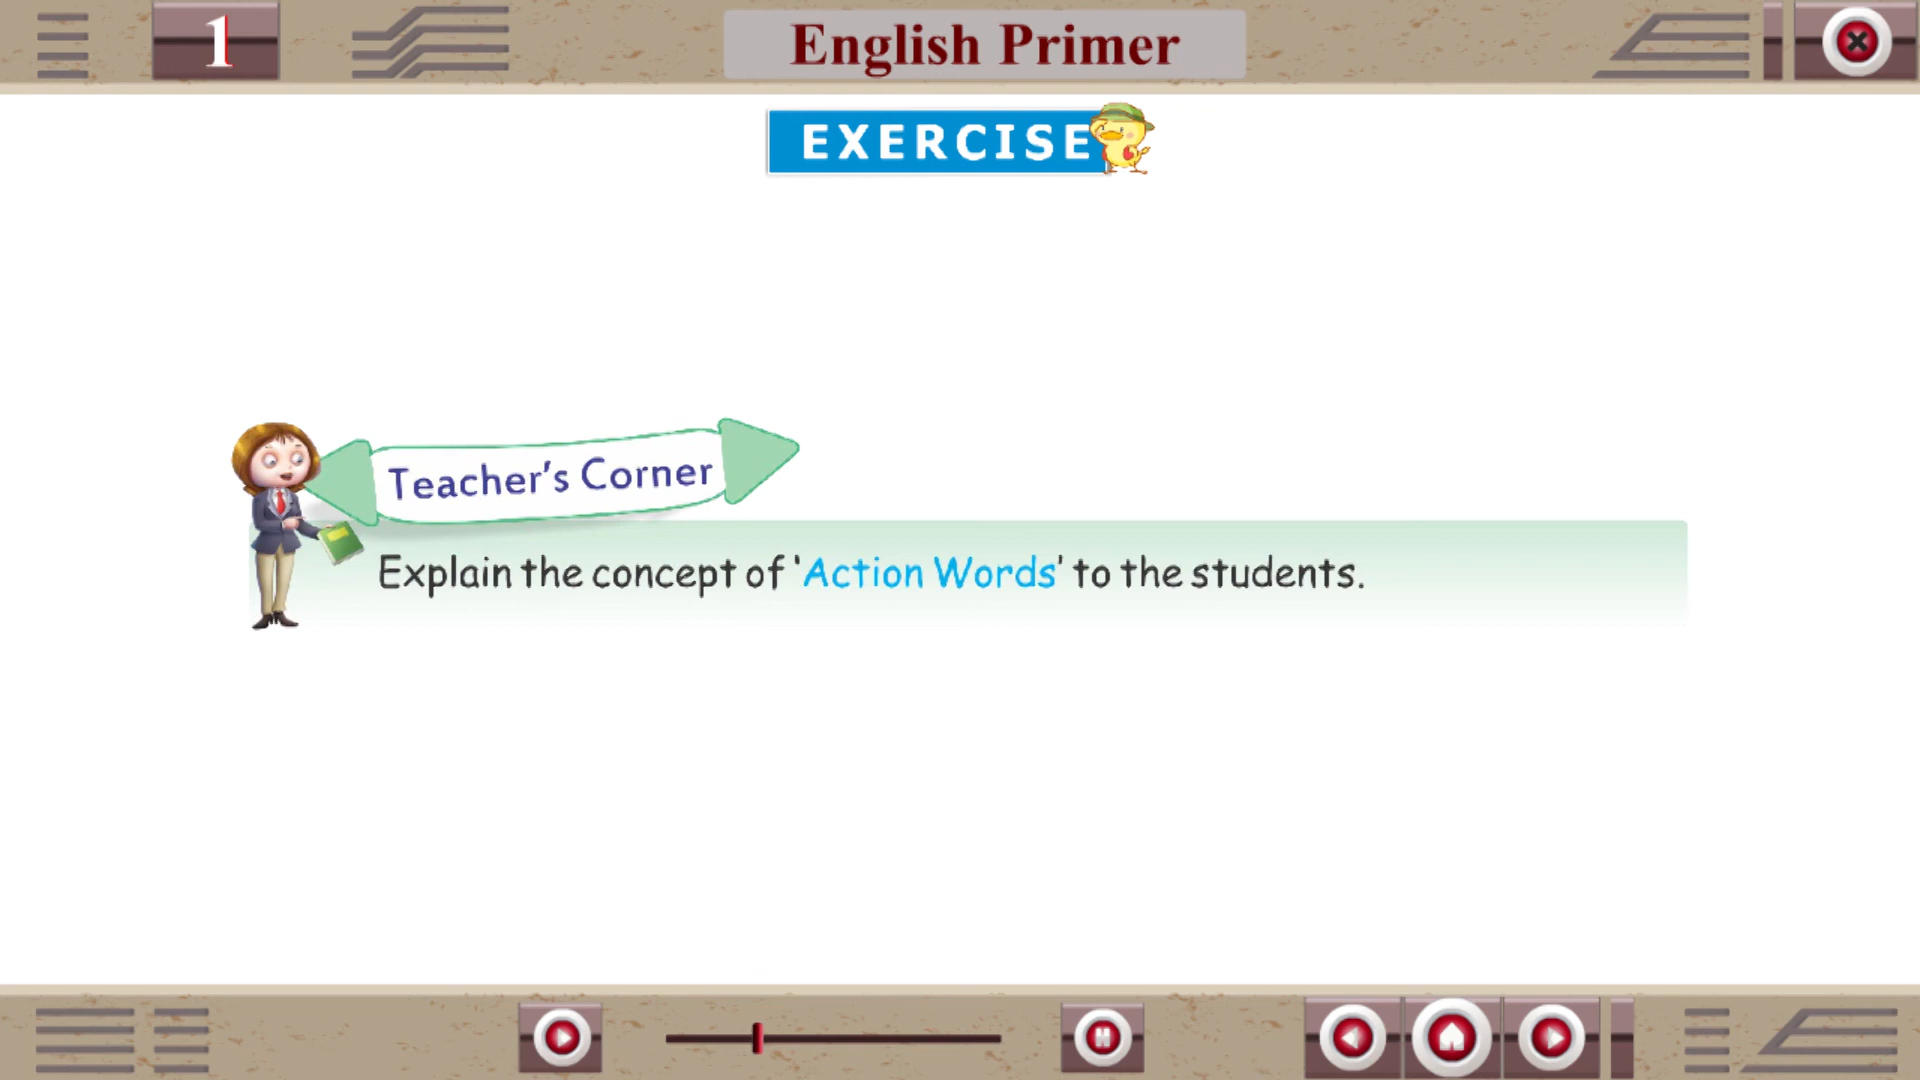 1
English Primer
EXERCISE
Teacher's Corner
Explain the concept of 'Action Words' to the students.